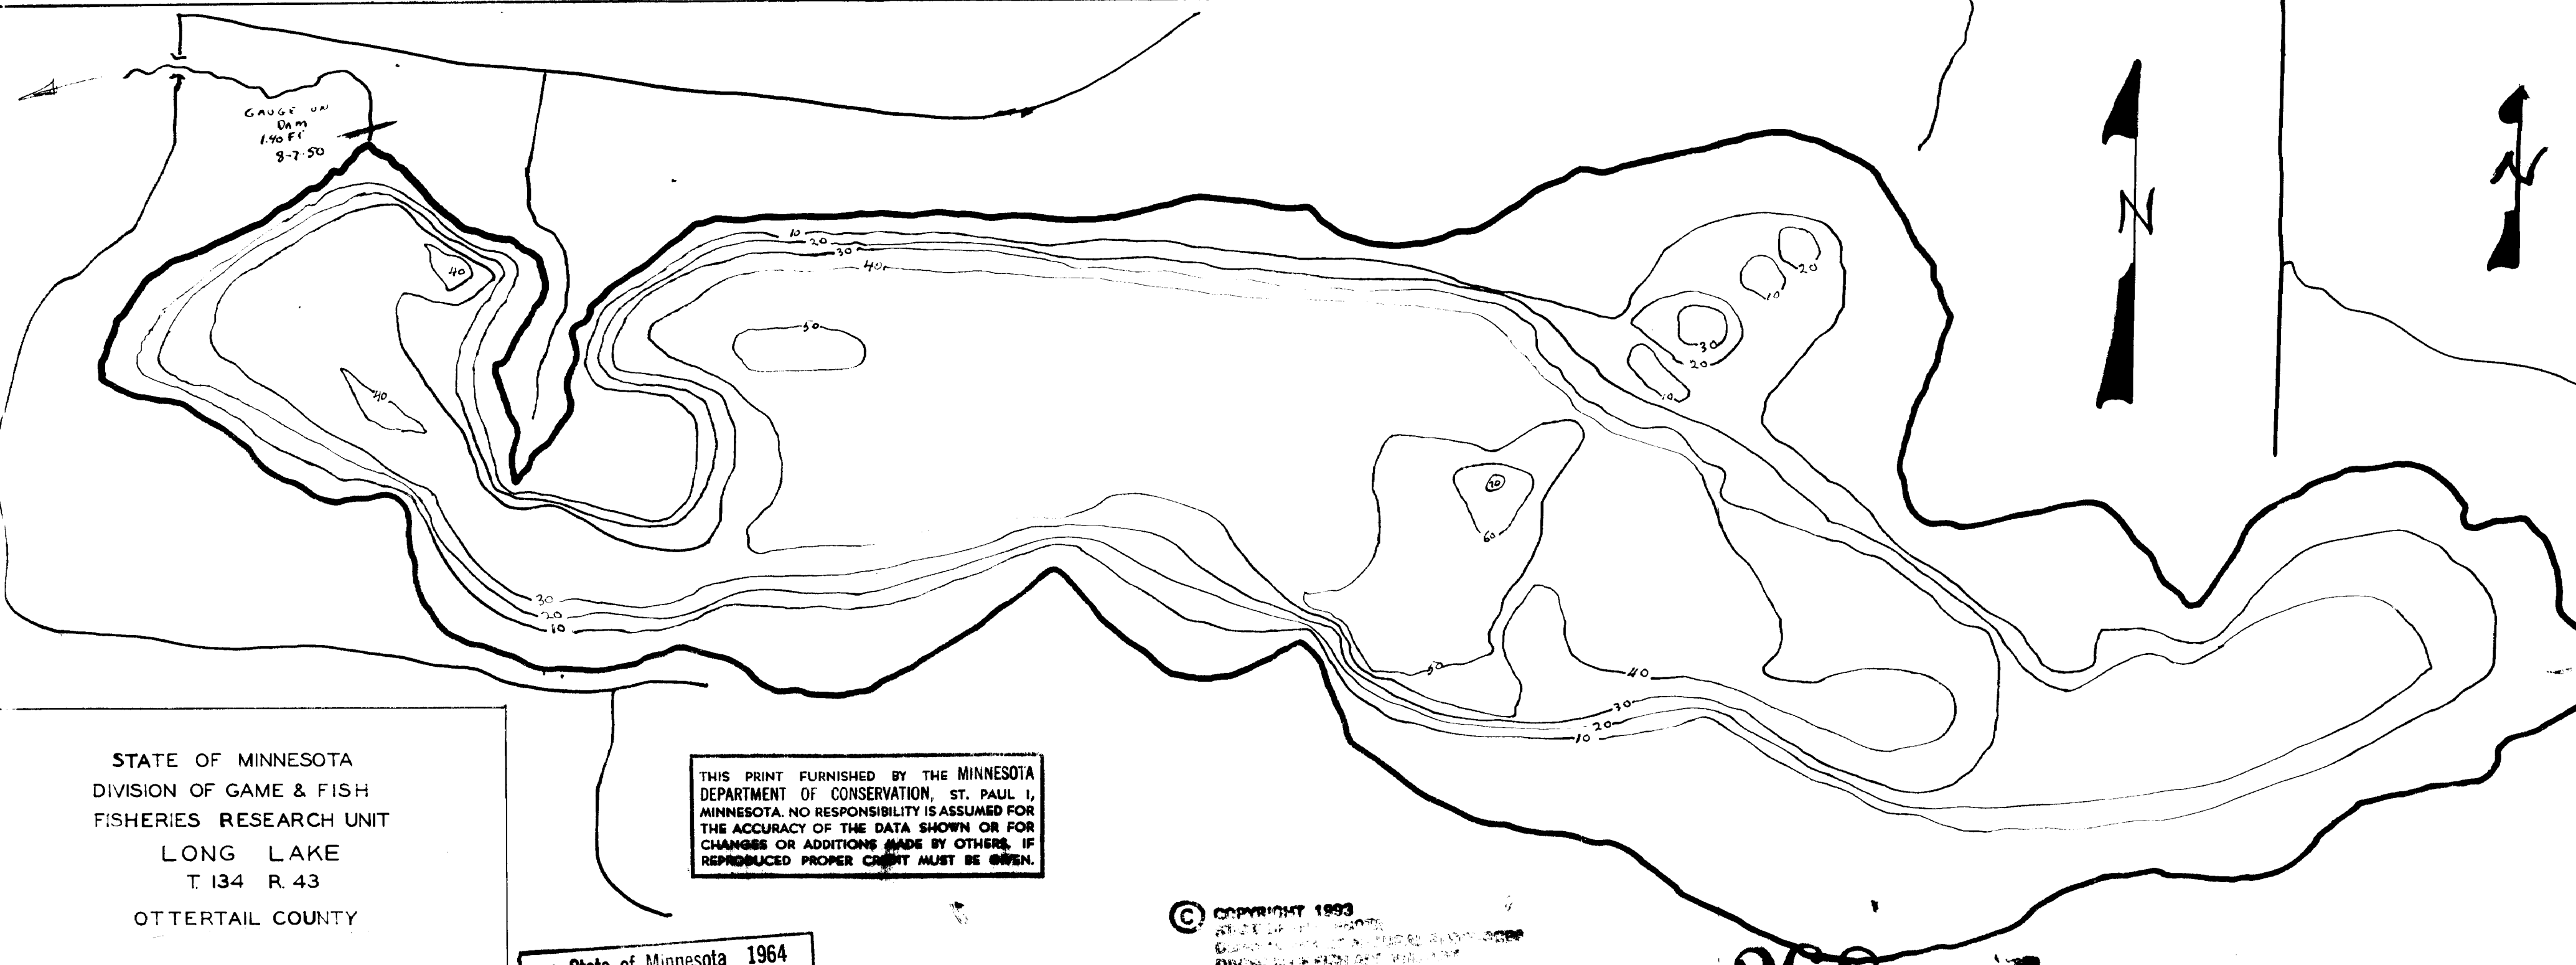 GAUGE ON
DAM
1.40 FT
8-7-50
N
N
10
20
30
40
50
40
40
20
10
30
20
10
70
60
50
40
30
20
10
30
20
10
STATE OF MINNESOTA
DIVISION OF GAME & FISH
FISHERIES RESEARCH UNIT
LONG LAKE
T. 134 R. 43
OTTERTAIL COUNTY
THIS PRINT FURNISHED BY THE MINNESOTA
DEPARTMENT OF CONSERVATION, ST. PAUL 1,
MINNESOTA. NO RESPONSIBILITY IS ASSUMED FOR
THE ACCURACY OF THE DATA SHOWN OR FOR
CHANGES OR ADDITIONS MADE BY OTHERS, IF
REPRODUCED PROPER CREDIT MUST BE GIVEN.
State of Minnesota 1964
© COPYRIGHT 1993